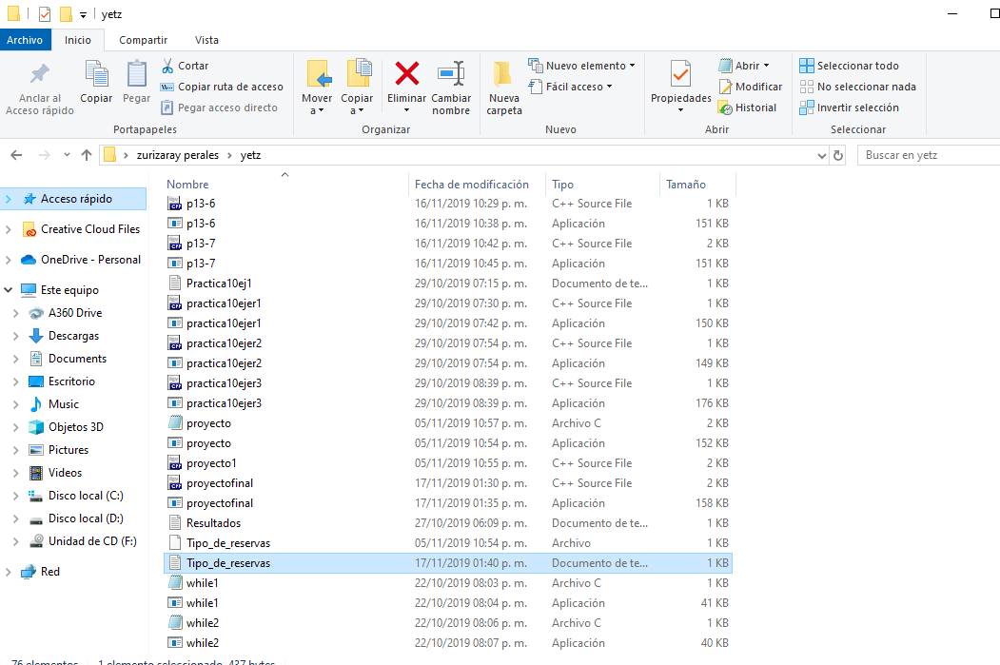 yetz
Archivo Inicio Compartir Vista
Anclar al Acceso rápido
Copiar
Pegar
Cortar
Copiar ruta de acceso
Pegar acceso directo
Portapapeles
Mover a
Copiar a
Eliminar
Cambiar nombre
Organizar
Nueva carpeta
Nuevo elemento
Fácil acceso
Nuevo
Propiedades
Abrir
Modificar
Historial
Abrir
Seleccionar todo
No seleccionar nada
Invertir selección
Seleccionar
zurizaray perales > yetz
Buscar en yetz
Acceso rápido
Creative Cloud Files
OneDrive - Personal
Este equipo
A360 Drive
Descargas
Documents
Escritorio
Music
Objetos 3D
Pictures
Videos
Disco local (C:)
Disco local (D:)
Unidad de CD (F:)
Red
Nombre Fecha de modificación Tipo Tamaño
p13-6 16/11/2019 10:29 p. m. C++ Source File 1 KB
p13-6 16/11/2019 10:38 p. m. Aplicación 151 KB
p13-7 16/11/2019 10:42 p. m. C++ Source File 2 KB
p13-7 16/11/2019 10:45 p. m. Aplicación 151 KB
Practica10ej1 29/10/2019 07:15 p. m. Documento de te... 1 KB
practica10ejer1 29/10/2019 07:30 p. m. C++ Source File 1 KB
practica10ejer1 29/10/2019 07:42 p. m. Aplicación 150 KB
practica10ejer2 29/10/2019 07:54 p. m. C++ Source File 1 KB
practica10ejer2 29/10/2019 07:54 p. m. Aplicación 149 KB
practica10ejer3 29/10/2019 08:39 p. m. C++ Source File 1 KB
practica10ejer3 29/10/2019 08:39 p. m. Aplicación 176 KB
proyecto 05/11/2019 10:57 p. m. Archivo C 2 KB
proyecto 05/11/2019 10:54 p. m. Aplicación 152 KB
proyecto1 05/11/2019 10:55 p. m. C++ Source File 2 KB
proyectofinal 17/11/2019 01:30 p. m. C++ Source File 2 KB
proyectofinal 17/11/2019 01:35 p. m. Aplicación 158 KB
Resultados 27/10/2019 06:09 p. m. Documento de te... 1 KB
Tipo_de_reservas 05/11/2019 10:54 p. m. Archivo 1 KB
Tipo_de_reservas 17/11/2019 01:40 p. m. Documento de te... 1 KB
while1 22/10/2019 08:03 p. m. Archivo C 1 KB
while1 22/10/2019 08:04 p. m. Aplicación 41 KB
while2 22/10/2019 08:06 p. m. Archivo C 1 KB
while2 22/10/2019 08:07 p. m. Aplicación 40 KB
76 elementos 1 elemento seleccionado 437 bytes